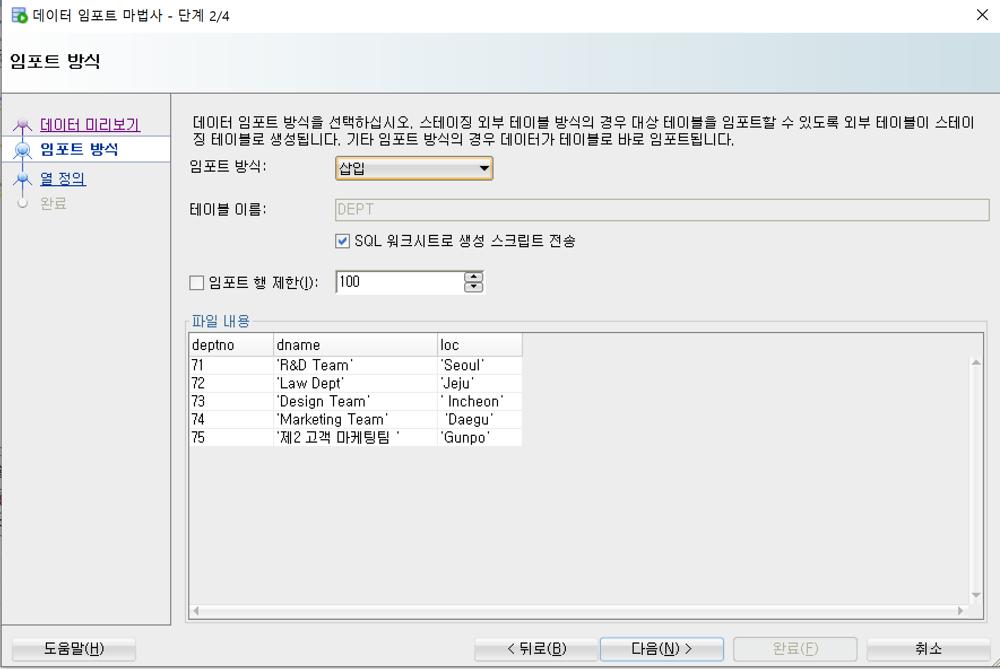 데이터 임포트 마법사 - 단계 2/4
임포트 방식
데이터 미리보기
임포트 방식
열 정의
완료
데이터 임포트 방식을 선택하십시오. 스테이징 외부 테이블 방식의 경우 대상 테이블을 임포트할 수 있도록 외부 테이블이 스테이
징 테이블로 생성됩니다. 기타 임포트 방식의 경우 데이터가 테이블로 바로 임포트됩니다.
임포트 방식: 삽입
테이블 이름: DEPT
SQL 워크시트로 생성 스크립트 전송
임포트 행 제한(I): 100
파일 내용
deptno dname loc
71 'R&D Team' 'Seoul'
72 'Law Dept' 'Jeju'
73 'Design Team' ' Incheon'
74 'Marketing Team' 'Daegu'
75 '제2 고객 마케팅팀 ' 'Gunpo'
도움말(H) < 뒤로(B) 다음(N) > 완료(F) 취소